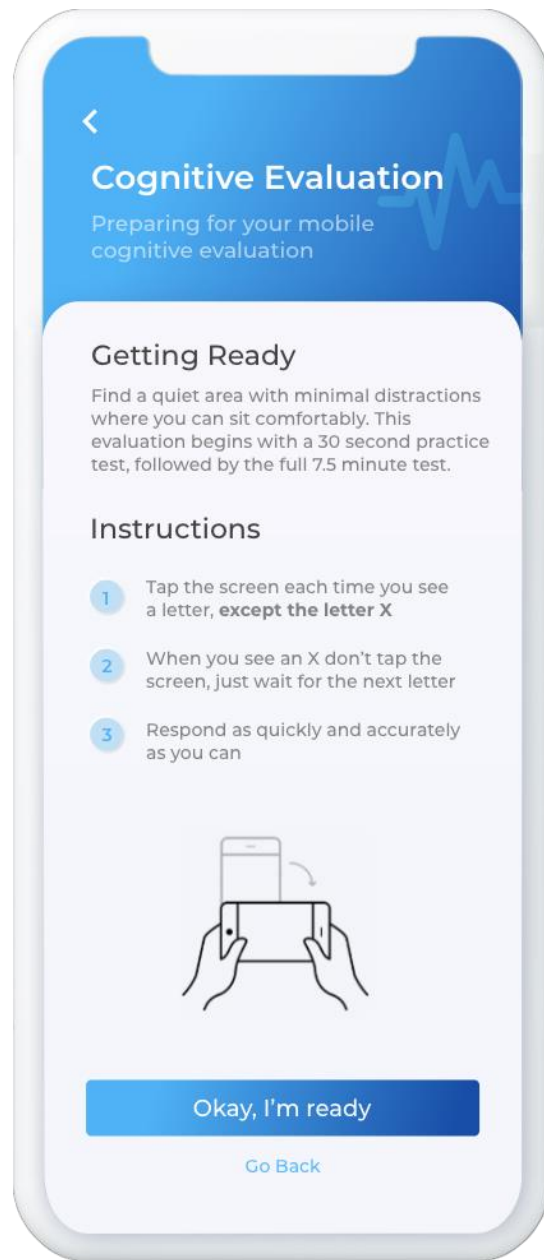 Cognitive Evaluation
Preparing for your mobile
cognitive evaluation
Getting Ready
Find a quiet area with minimal distractions
where you can sit comfortably. This
evaluation begins with a 30 second practice
test, followed by the full 7.5 minute test.
Instructions
1 Tap the screen each time you see
a letter, except the letter X
2 When you see an X don’t tap the
screen, just wait for the next letter
3 Respond as quickly and accurately
as you can
Okay, I’m ready
Go Back